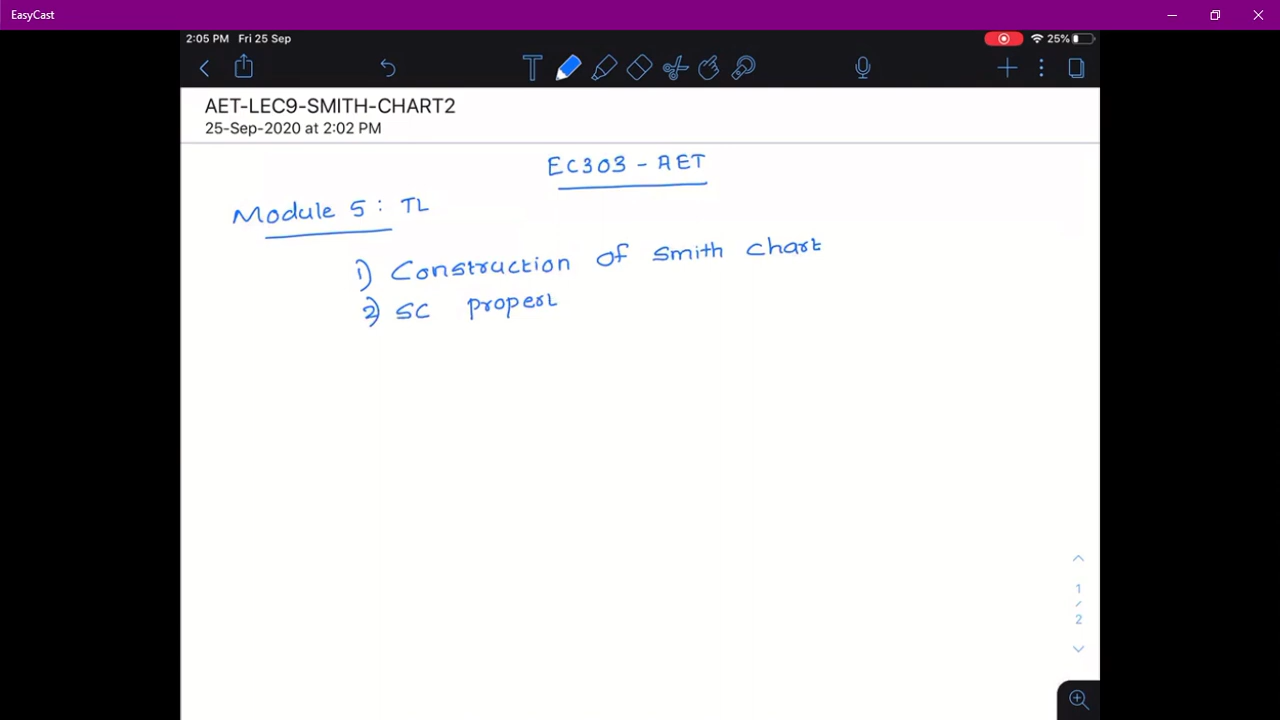 EasyCast
2:05 PM Fri 25 Sep
25%
T
AET-LEC9-SMITH-CHART2
25-Sep-2020 at 2:02 PM
EC303 - AET
Module 5 : TL
1) Construction of smith chart
2) SC propert
1
/
2